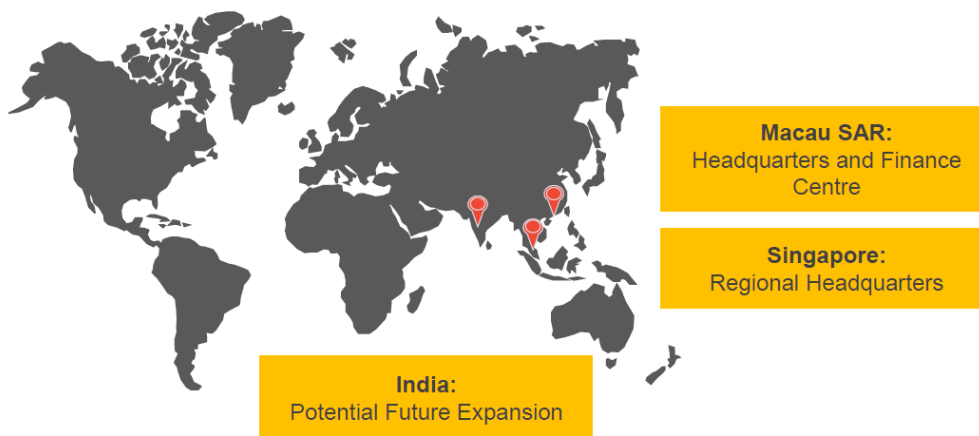 Macau SAR:
Headquarters and Finance
Centre
Singapore:
Regional Headquarters
India:
Potential Future Expansion